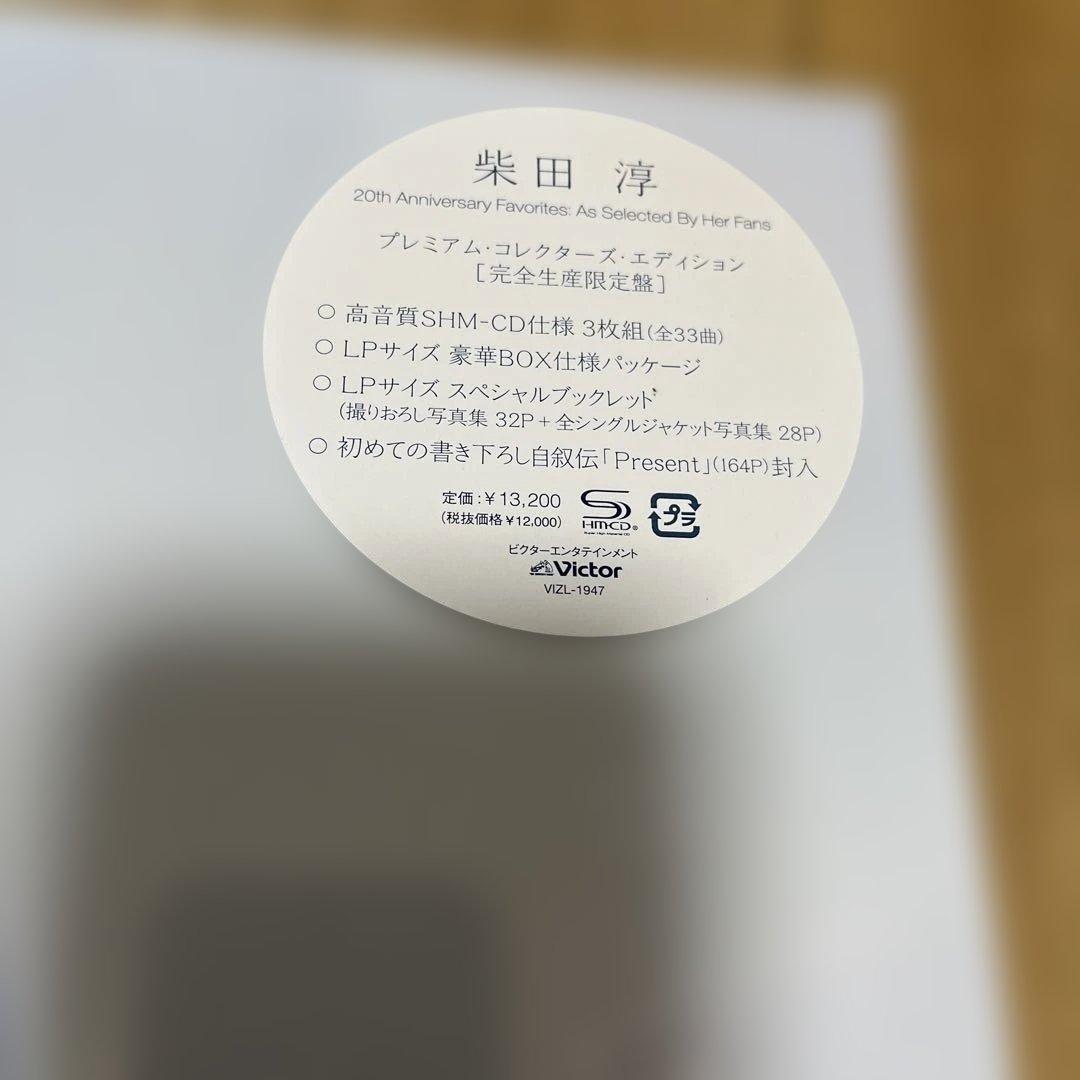 柴田 淳
20th Anniversary Favorites: As Selected By Her Fans
プレミアム・コレクターズ・エディション
[完全生産限定盤]
○ 高音質SHM-CD仕様 3枚組(全33曲)
○ LPサイズ 豪華BOX仕様パッケージ
○ LPサイズ スペシャルブックレット
(撮りおろし写真集 32P + 全シングルジャケット写真集 28P)
○ 初めての書き下ろし自叙伝「Present」(164P)封入
定価:¥13,200
(税抜価格¥12,000)
SHM-CD®
Super High Material CD
プラ
ビクターエンタテインメント
Victor
VIZL-1947